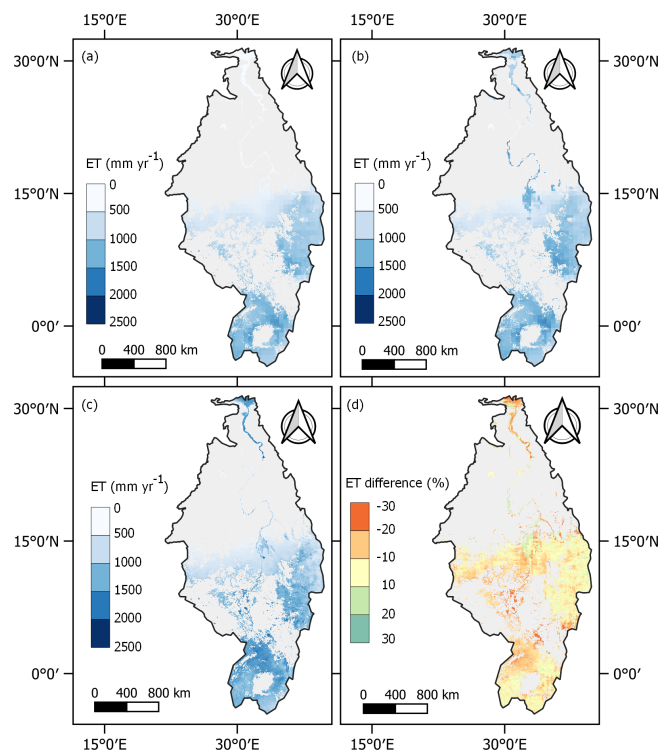 15°0′E 30°0′E 15°0′E 30°0′E
30°0′N (a) (b) 30°0′N
ET (mm yr-1) ET (mm yr-1)
0 0
15°0′N 500 500 15°0′N
1000 1000
1500 1500
2000 2000
0°0′ 2500 2500 0°0′
0 400 800 km 0 400 800 km
30°0′N (c) (d) 30°0′N
ET (mm yr-1) ET difference (%)
0 -30
500 -20
15°0′N 1000 -10 15°0′N
1500 10
2000 20
2500 30
0°0′ 0°0′
0 400 800 km 0 400 800 km
15°0′E 30°0′E 15°0′E 30°0′E